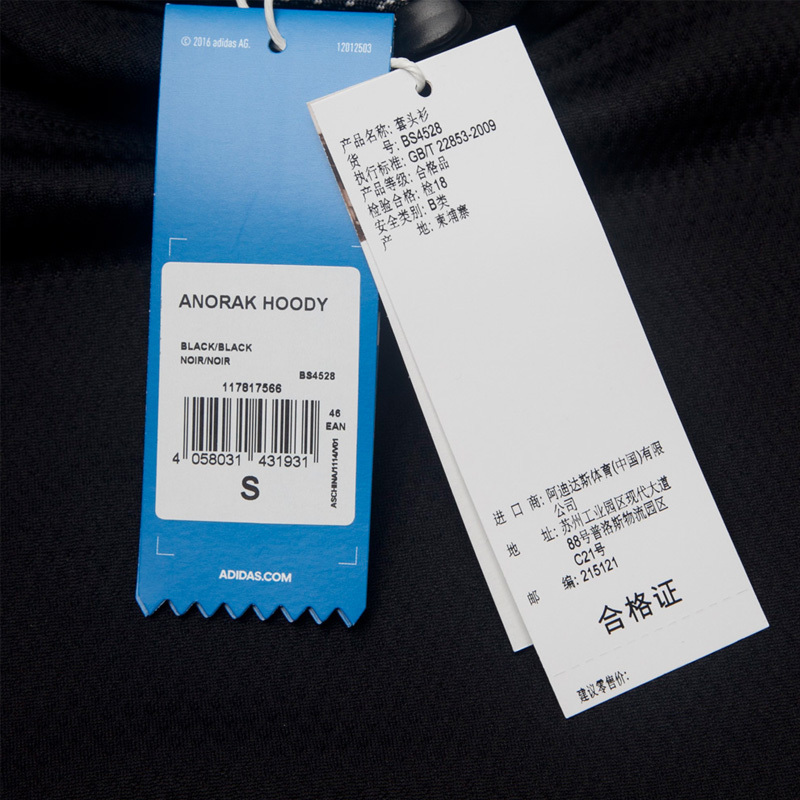 © 2016 adidas AG.
12012503
ANORAK HOODY
BLACK/BLACK
NOIR/NOIR
BS4528
117817566
46
EAN
4 058031 431931
S
ASCHINA/1114/V01
ADIDAS.COM
产品名称: 套头衫
货 号: BS4528
执行标准: GB/T 22853-2009
产品等级: 合格品
检验合格: 检18
安全类别: B类
产 地: 柬埔寨
进 口 商: 阿迪达斯体育(中国)有限
公司
地 址: 苏州工业园区现代大道
88号普洛斯物流园区
C21号
邮 编: 215121
合格证
建议零售价: